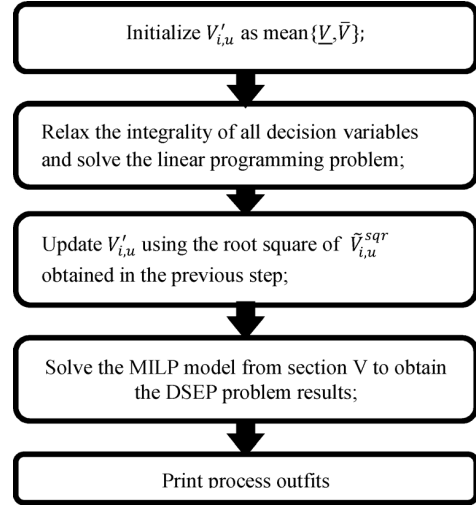 Initialize V′i,u as mean{V̲,V̄};
Relax the integrality of all decision variables
and solve the linear programming problem;
Update V′i,u using the root square of Ṽi,u^sqr
obtained in the previous step;
Solve the MILP model from section V to obtain
the DSEP problem results;
Print process outfits